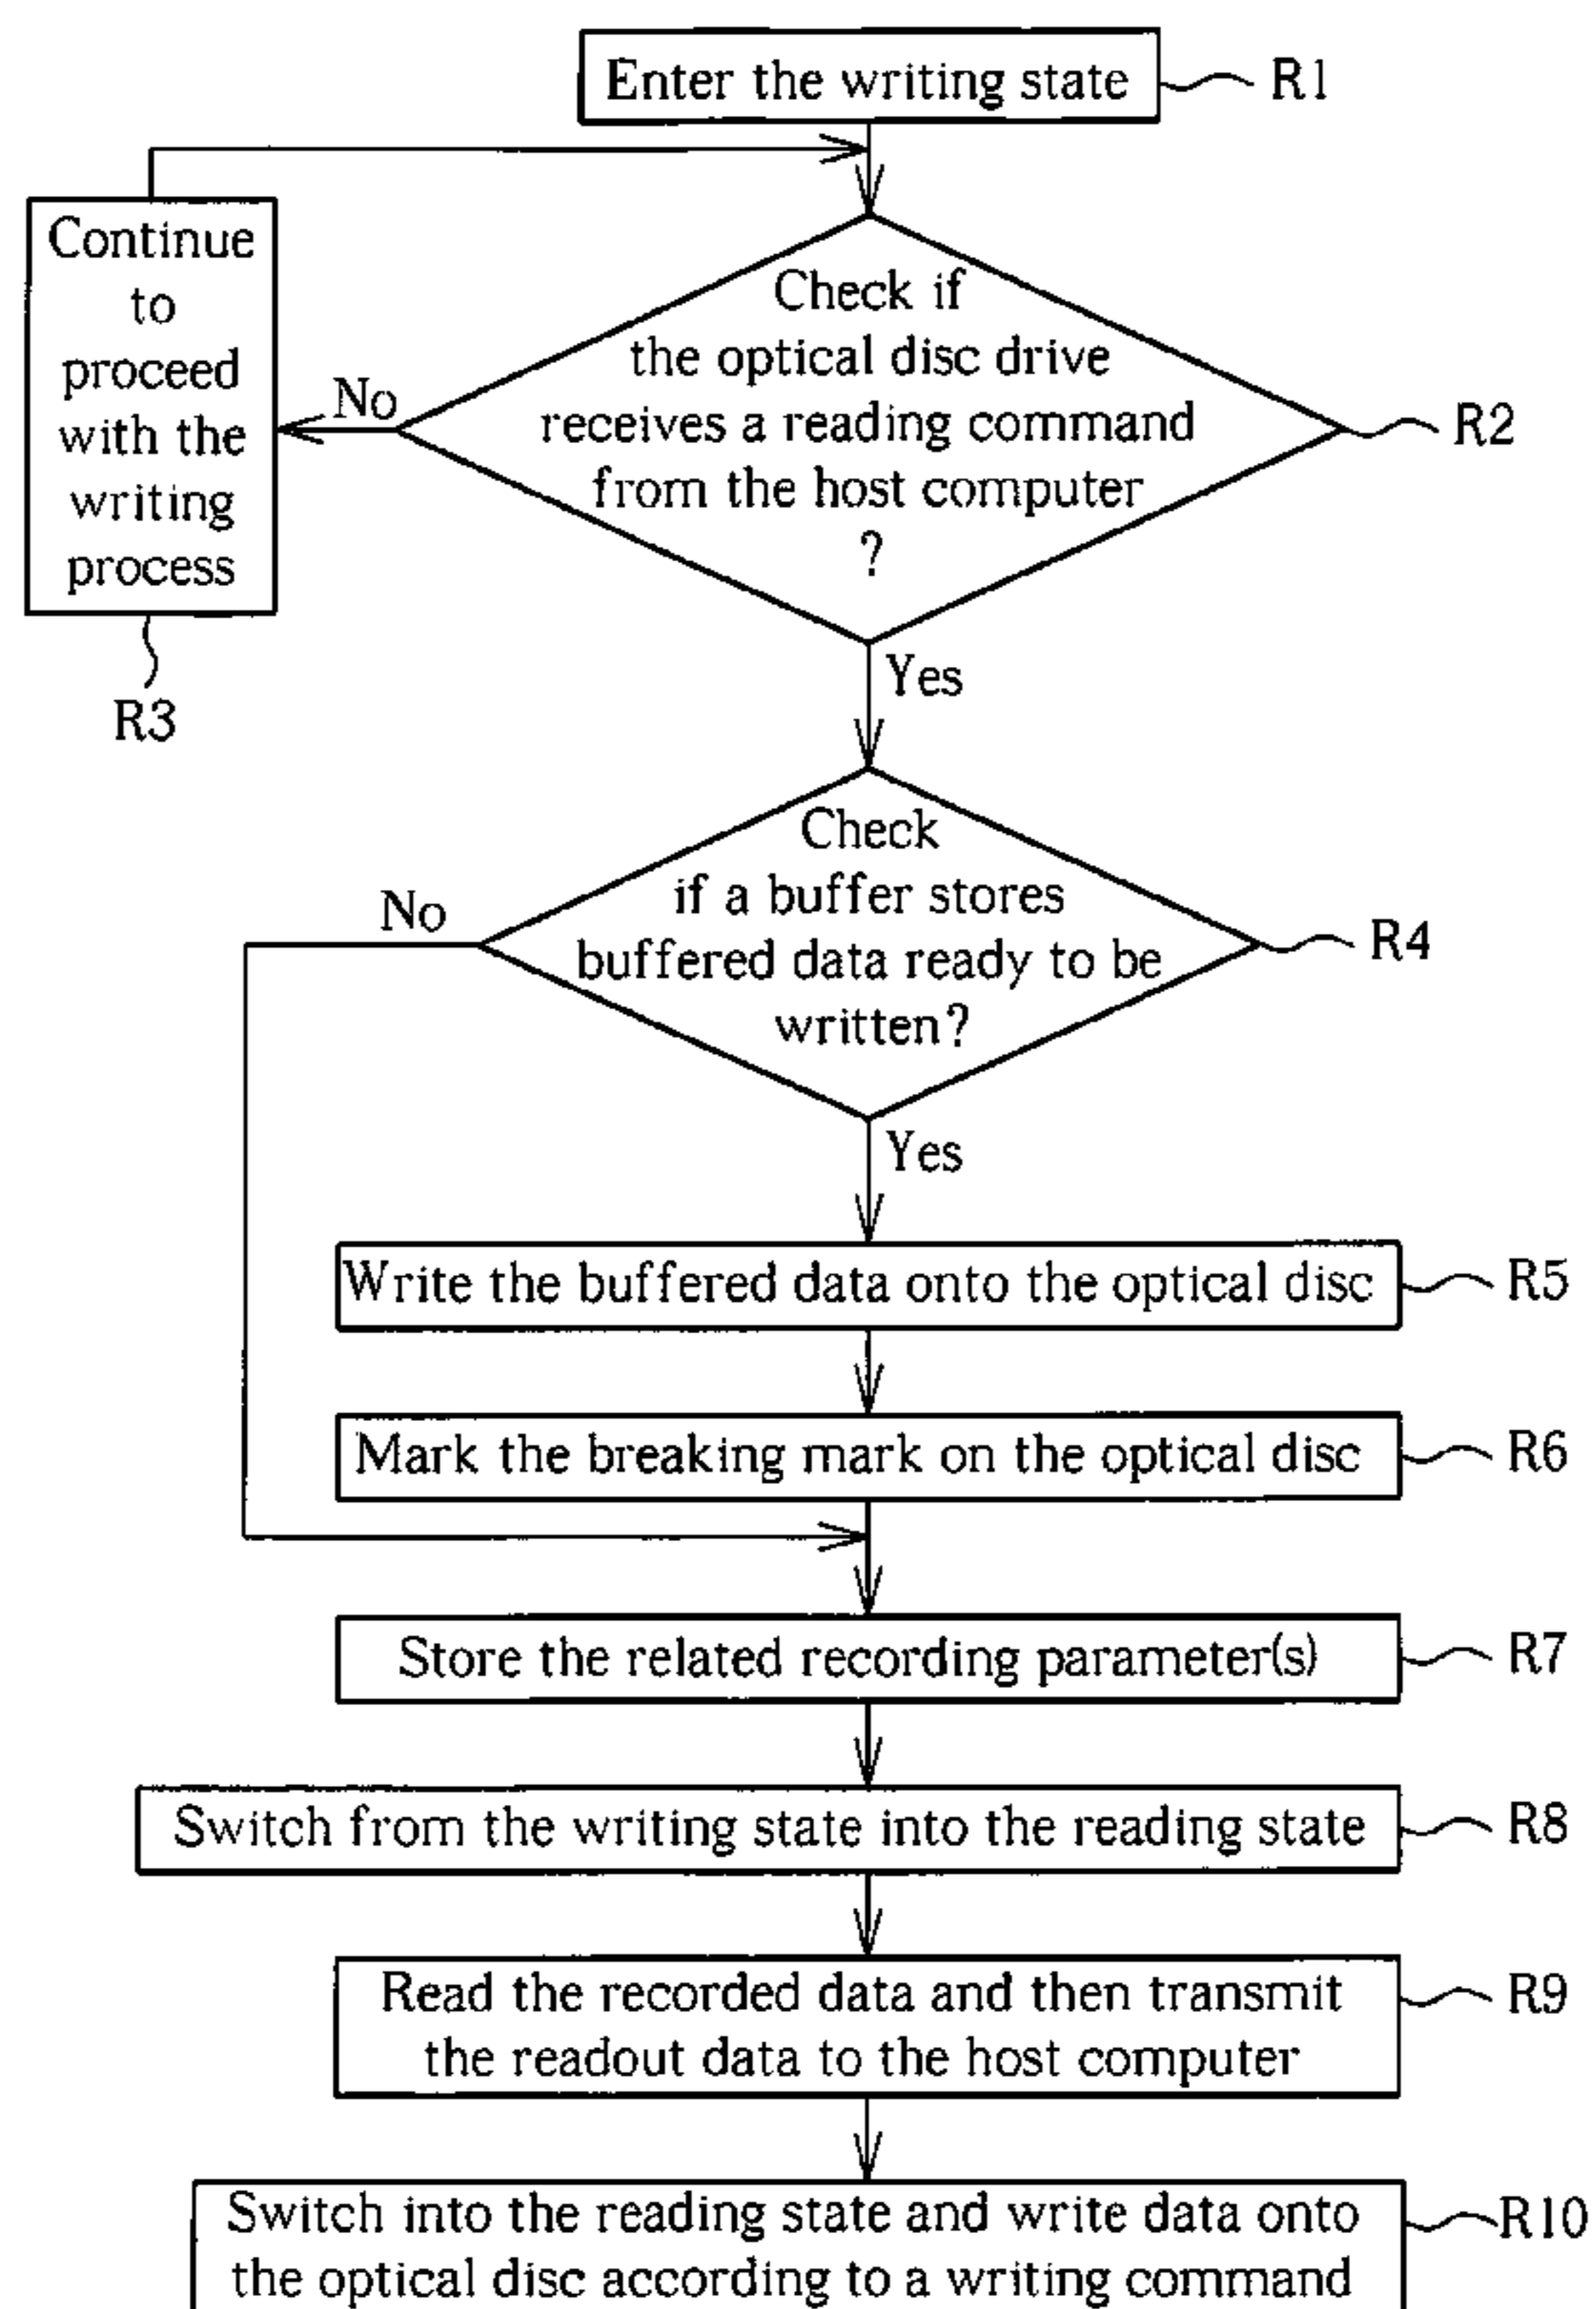 Enter the writing state
R1
Continue
to
proceed
with the
writing
process
R3
No
Check if
the optical disc drive
receives a reading command
from the host computer
?
R2
Yes
Check
if a buffer stores
buffered data ready to be
written?
R4
No
Yes
Write the buffered data onto the optical disc
R5
Mark the breaking mark on the optical disc
R6
Store the related recording parameter(s)
R7
Switch from the writing state into the reading state
R8
Read the recorded data and then transmit
the readout data to the host computer
R9
Switch into the reading state and write data onto
the optical disc according to a writing command
R10